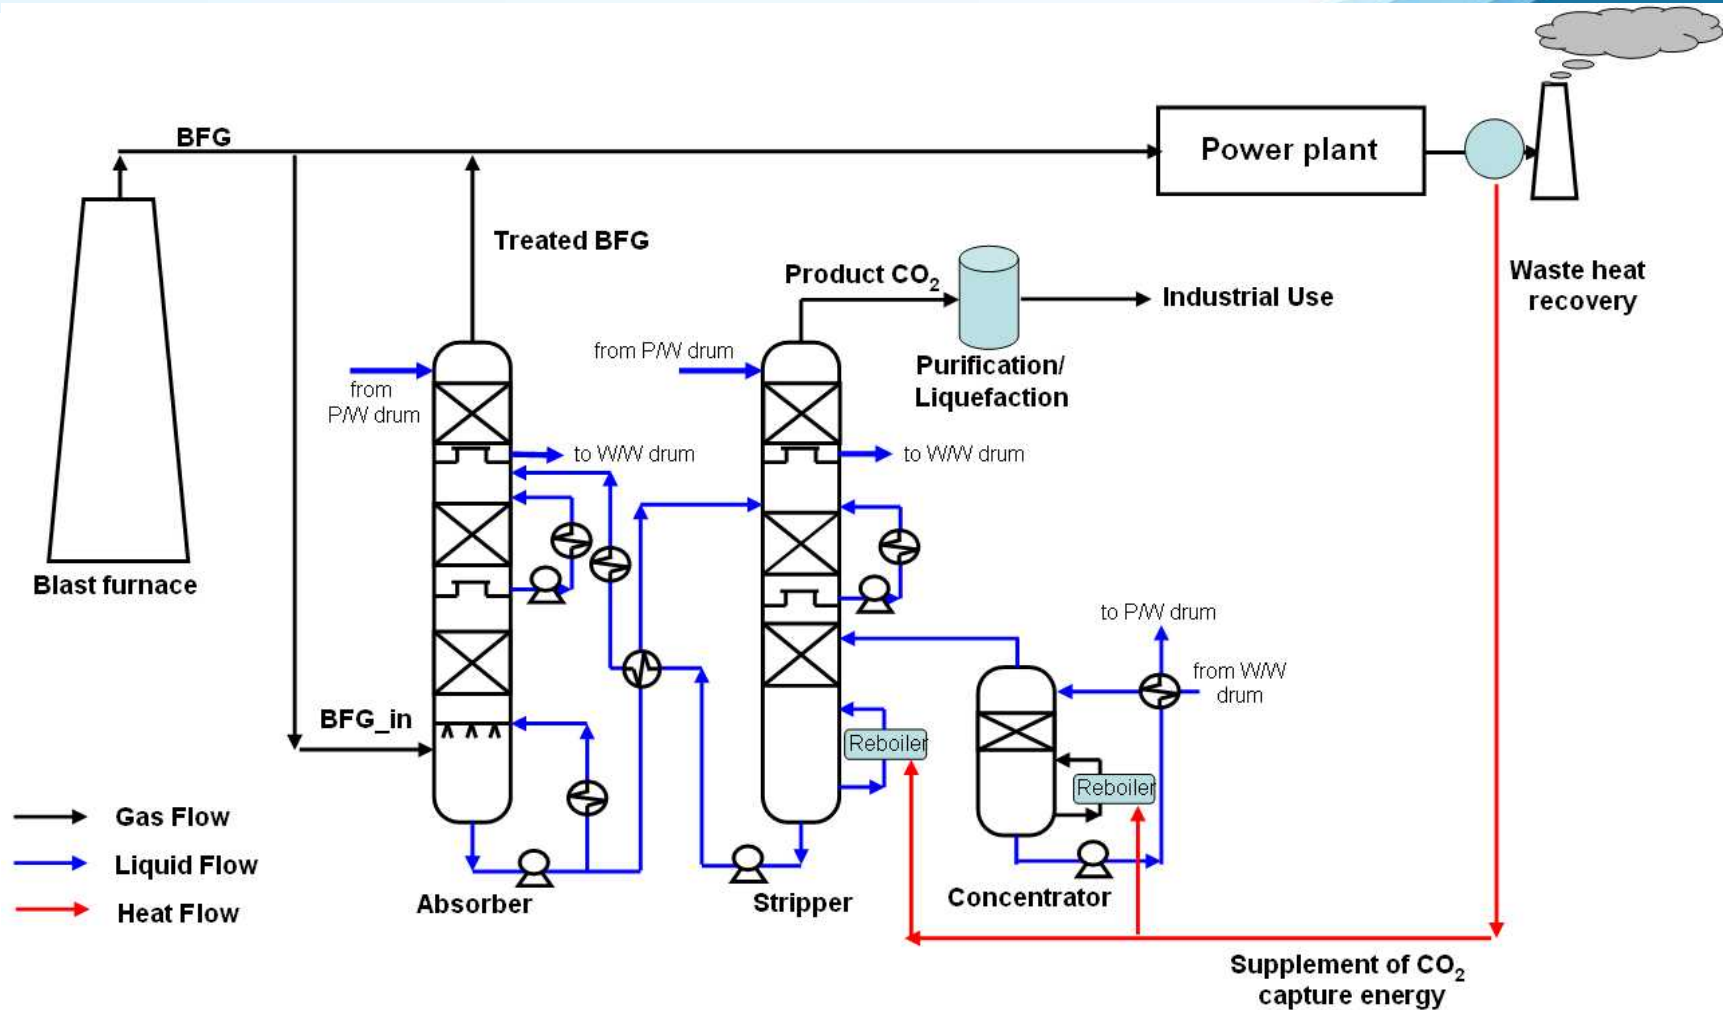 BFG
Power plant
Treated BFG
Product CO2
Industrial Use
Waste heat
recovery
from P/W drum
from
P/W drum
Purification/
Liquefaction
to W/W drum
to W/W drum
Blast furnace
to P/W drum
from W/W
drum
BFG_in
Reboiler
Reboiler
Gas Flow
Liquid Flow
Heat Flow
Absorber
Stripper
Concentrator
Supplement of CO2
capture energy